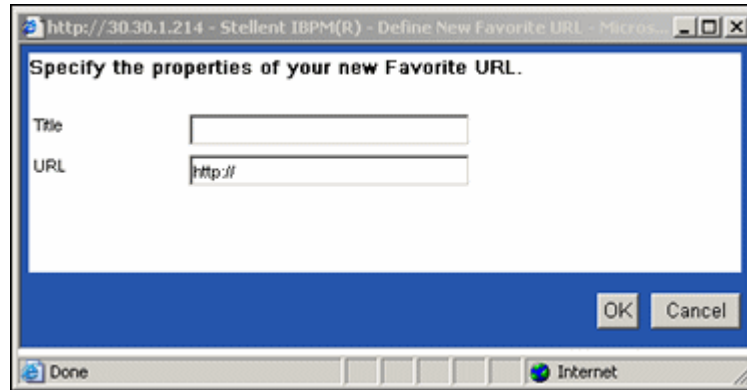 http://30.30.1.214 - Stellent IBPM(R) - Define New Favorite URL - Micros...
Specify the properties of your new Favorite URL.
Title
URL
http://
OK
Cancel
Done
Internet